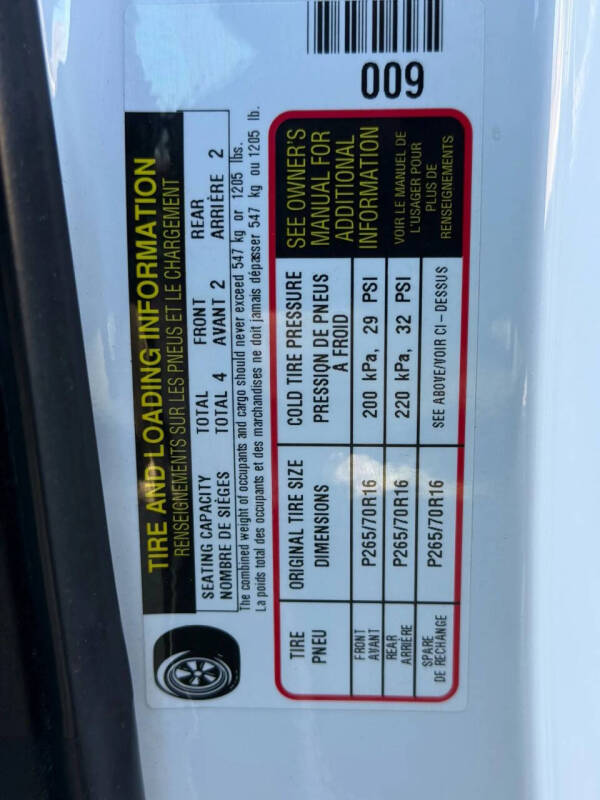 009
TIRE AND LOADING INFORMATION
RENSEIGNEMENTS SUR LES PNEUS ET LE CHARGEMENT
SEATING CAPACITY TOTAL FRONT REAR
NOMBRE DE SIÈGES TOTAL 4 AVANT 2 ARRIÈRE 2
The combined weight of occupants and cargo should never exceed 547 kg or 1205 lbs.
La poids total des occupants et des marchandises ne doit jamais dépasser 547 kg ou 1205 lb.
TIRE
PNEU
ORIGINAL TIRE SIZE
DIMENSIONS
COLD TIRE PRESSURE
PRESSION DE PNEUS
À FROID
FRONT
AVANT
P265/70R16
200 kPa, 29 PSI
REAR
ARRIÈRE
P265/70R16
220 kPa, 32 PSI
SPARE
DE RECHANGE
P265/70R16
SEE ABOVE/VOIR CI-DESSUS
SEE OWNER'S
MANUAL FOR
ADDITIONAL
INFORMATION
VOIR LE MANUEL DE
L'USAGER POUR
PLUS DE
RENSEIGNEMENTS